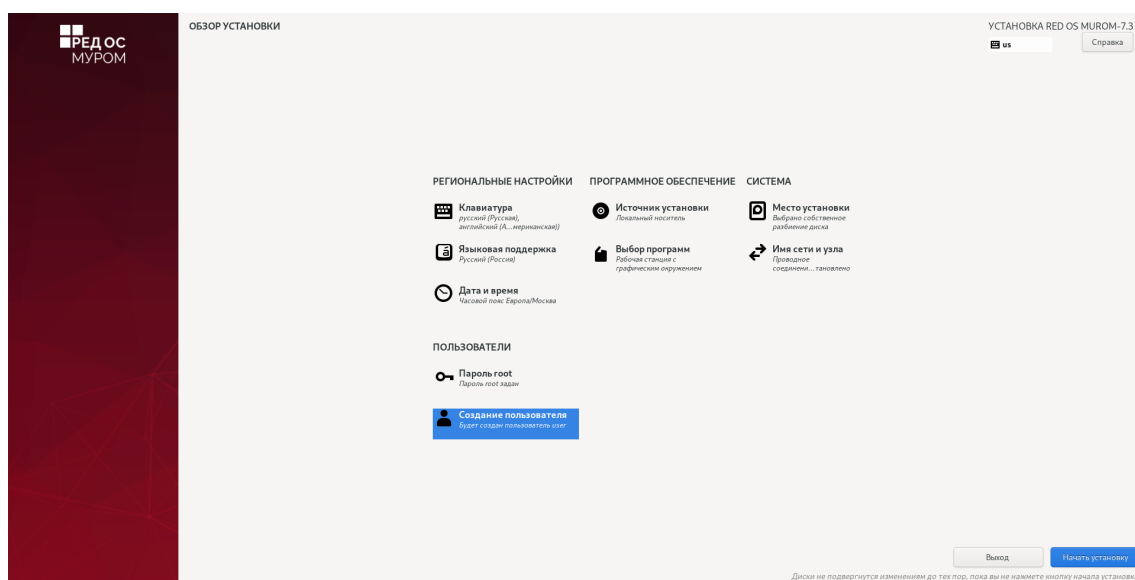 РЕД ОС
МУРОМ
ОБЗОР УСТАНОВКИ
УСТАНОВКА RED OS MUROM-7.3
us
Справка
РЕГИОНАЛЬНЫЕ НАСТРОЙКИ
Клавиатура
русский (Русская),
английский (А...мериканская))
Языковая поддержка
Русский (Россия)
Дата и время
Часовой пояс Европа/Москва
ПРОГРАММНОЕ ОБЕСПЕЧЕНИЕ
Источник установки
Локальный носитель
Выбор программ
Рабочая станция с
графическим окружением
СИСТЕМА
Место установки
Выбрано собственное
разбиение диска
Имя сети и узла
Проводное
соединени...тановлено
ПОЛЬЗОВАТЕЛИ
Пароль root
Пароль root задан
Создание пользователя
Будет создан пользователь user
Выход
Начать установку
Диски не подвергнутся изменениям до тех пор, пока вы не нажмете кнопку начала установк